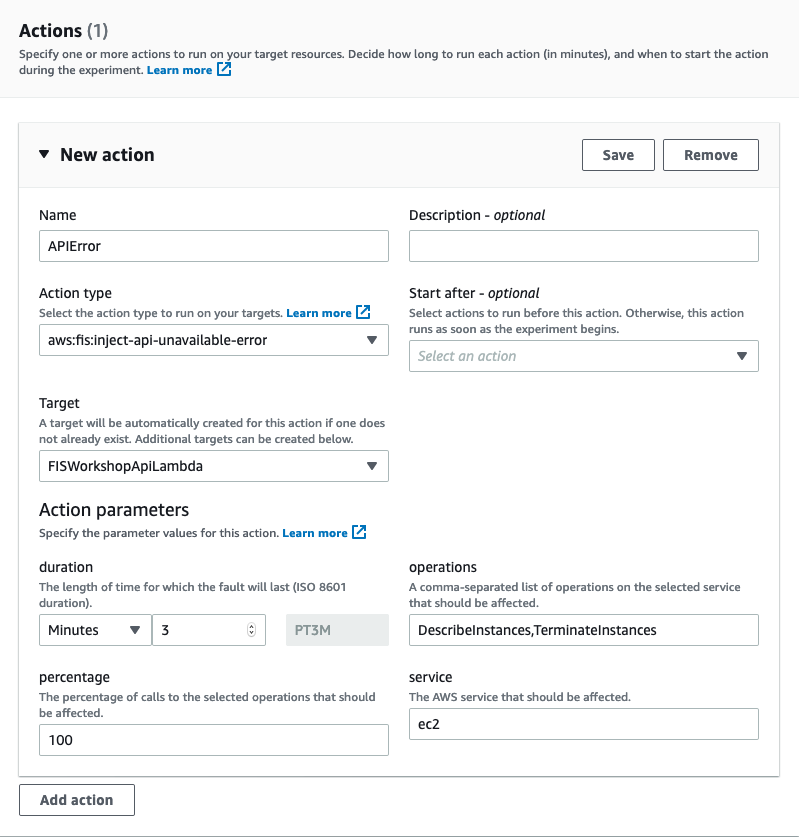 Actions (1)
Specify one or more actions to run on your target resources. Decide how long to run each action (in minutes), and when to start the action
during the experiment. Learn more
New action
Save
Remove
Name
APIError
Description - optional
Action type
Select the action type to run on your targets. Learn more
aws:fis:inject-api-unavailable-error
Start after - optional
Select actions to run before this action. Otherwise, this action
runs as soon as the experiment begins.
Select an action
Target
A target will be automatically created for this action if one does
not already exist. Additional targets can be created below.
FISWorkshopApiLambda
Action parameters
Specify the parameter values for this action. Learn more
duration
The length of time for which the fault will last (ISO 8601
duration).
Minutes
3
PT3M
operations
A comma-separated list of operations on the selected service
that should be affected.
DescribeInstances,TerminateInstances
percentage
The percentage of calls to the selected operations that should
be affected.
100
service
The AWS service that should be affected.
ec2
Add action